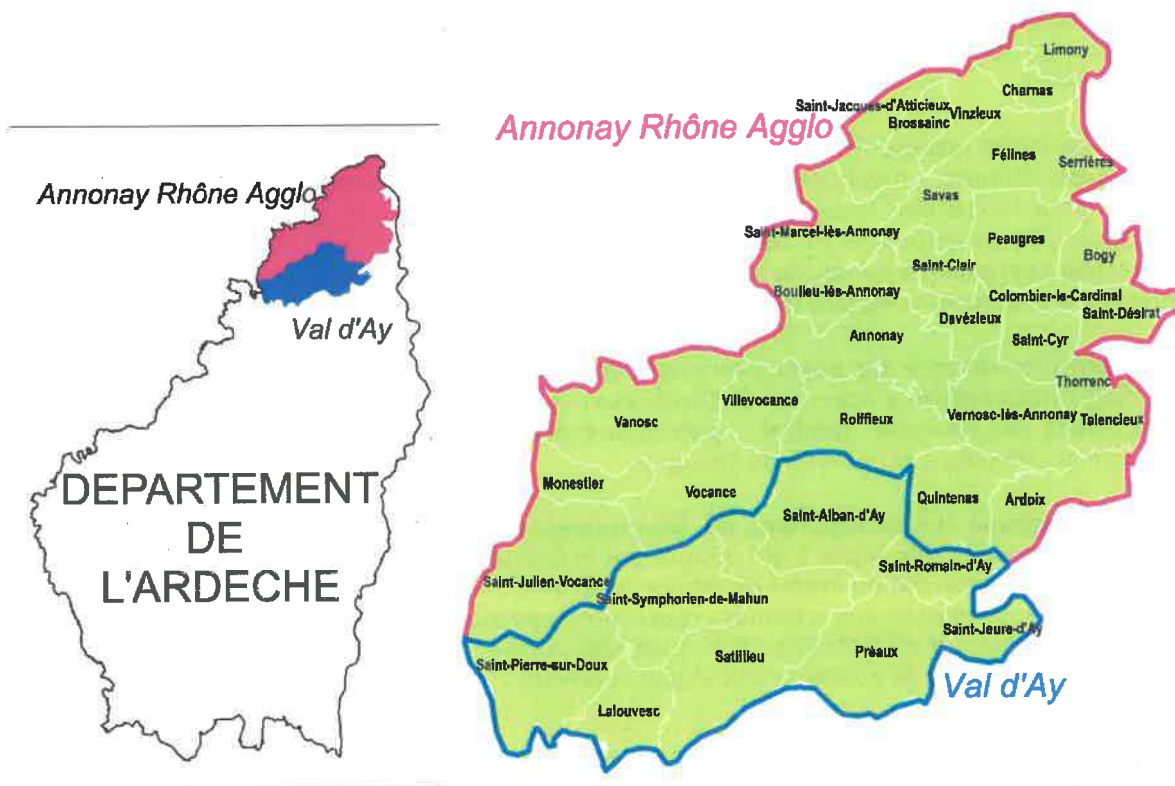 Annonay Rhône Agglo
Val d'Ay
DEPARTEMENT
DE
L'ARDECHE
Annonay Rhône Agglo
Limony
Charnas
Saint-Jacques-d'Atticieux
Vinzieux
Brossainc
Félines
Serrières
Savas
Saint-Marcel-lès-Annonay
Peaugres
Bogy
Saint-Clair
Boulieu-lès-Annonay
Colombier-le-Cardinal
Saint-Désirat
Davézieux
Annonay
Saint-Cyr
Thorrenc
Villevocance
Vanosc
Roiffieux
Vernosc-lès-Annonay
Talencieux
Monestier
Vocance
Quintenas
Ardoix
Saint-Alban-d'Ay
Saint-Romain-d'Ay
Saint-Julien-Vocance
Saint-Symphorien-de-Mahun
Saint-Jeure-d'Ay
Saint-Pierre-sur-Doux
Satillieu
Préaux
Val d'Ay
Lalouvesc